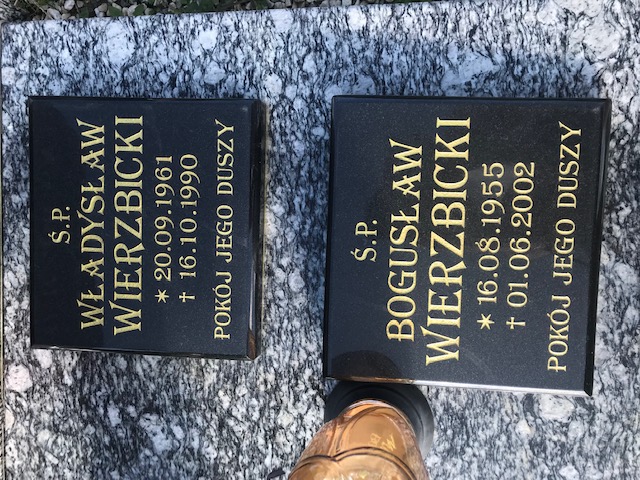 Ś.P.
WŁADYSŁAW
WIERZBICKI
* 20.09.1961
† 16.10.1990
POKÓJ JEGO DUSZY
Ś.P.
BOGUSŁAW
WIERZBICKI
* 16.08.1955
† 01.06.2002
POKÓJ JEGO DUSZY